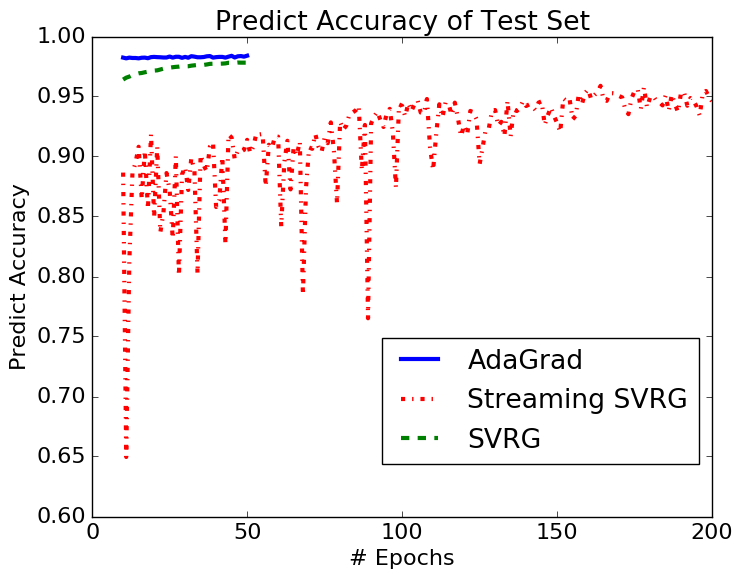 Predict Accuracy of Test Set
1.00
0.95
0.90
0.85
0.80
0.75
0.70
0.65
0.60
Predict Accuracy
AdaGrad
Streaming SVRG
SVRG
0 50 100 150 200
# Epochs